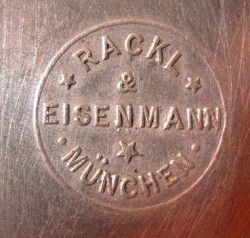 RACKL
&
EISENMANN
MÜNCHEN